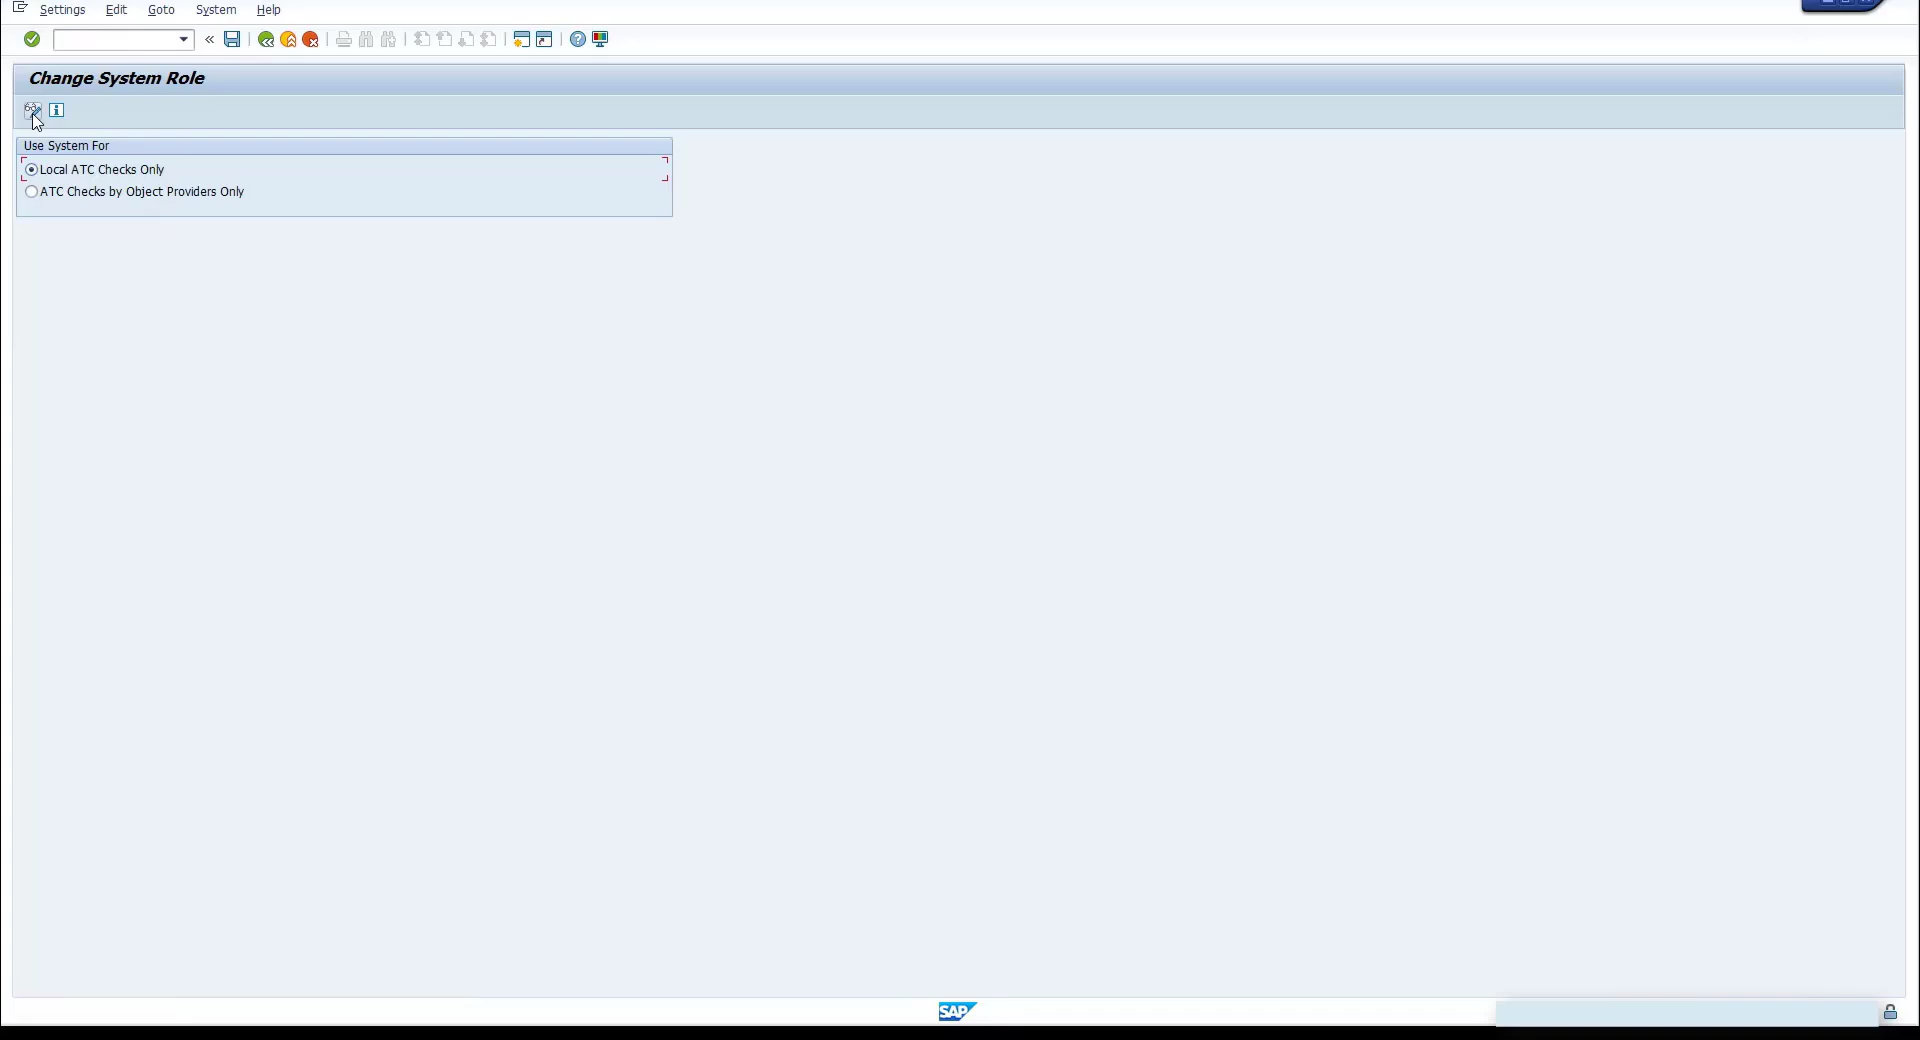 Settings Edit Goto System Help
Change System Role
Use System For
Local ATC Checks Only
ATC Checks by Object Providers Only
SAP